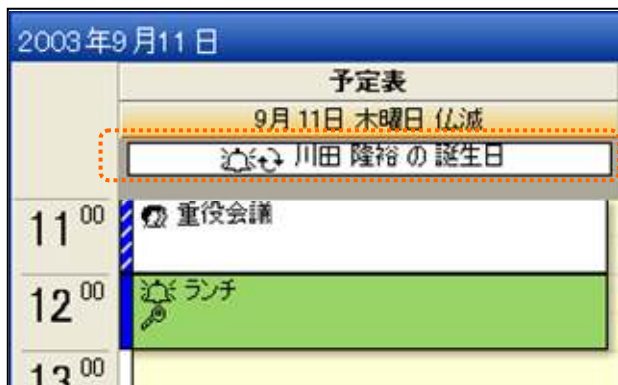 2003年9月11日
予定表
9月11日 木曜日 仏滅
川田 隆裕 の 誕生日
11 00 重役会議
12 00 ランチ
13 00